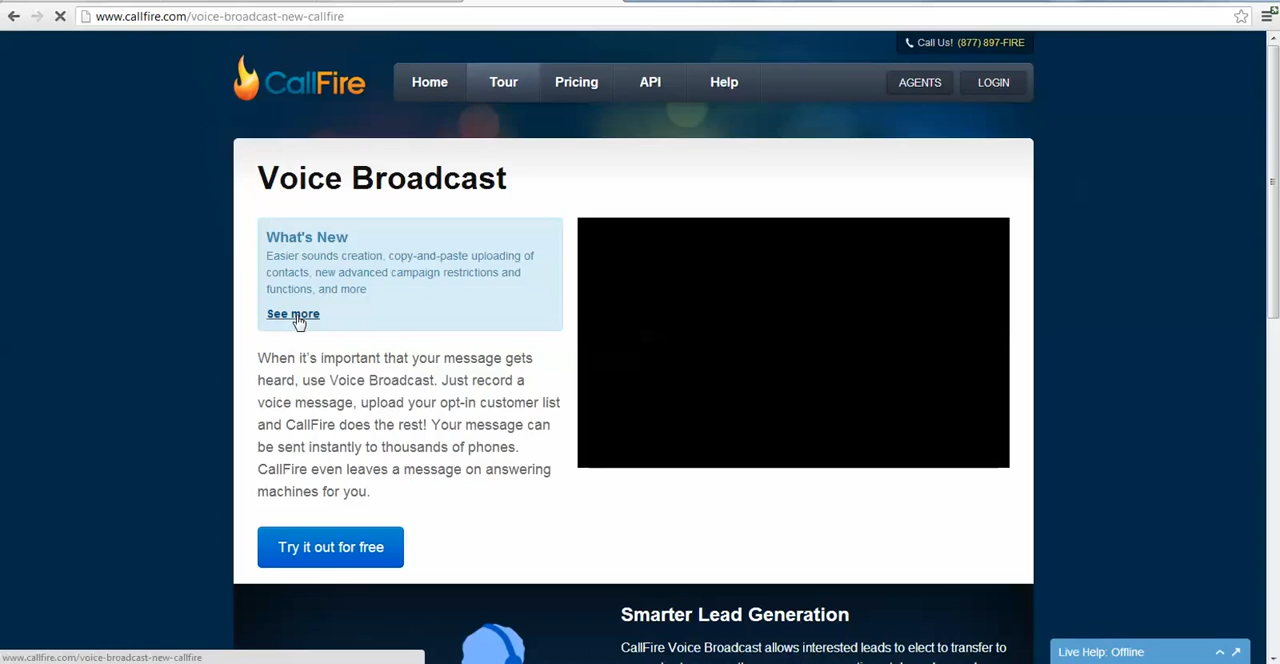 www.callfire.com/voice-broadcast-new-callfire
Call Us! (877) 897-FIRE
CallFire
Home
Tour
Pricing
API
Help
AGENTS
LOGIN
Voice Broadcast
What's New
Easier sounds creation, copy-and-paste uploading of
contacts, new advanced campaign restrictions and
functions, and more
See more
When it's important that your message gets
heard, use Voice Broadcast. Just record a
voice message, upload your opt-in customer list
and CallFire does the rest! Your message can
be sent instantly to thousands of phones.
CallFire even leaves a message on answering
machines for you.
Try it out for free
Smarter Lead Generation
CallFire Voice Broadcast allows interested leads to elect to transfer to
Live Help: Offline
www.callfire.com/voice-broadcast-new-callfire